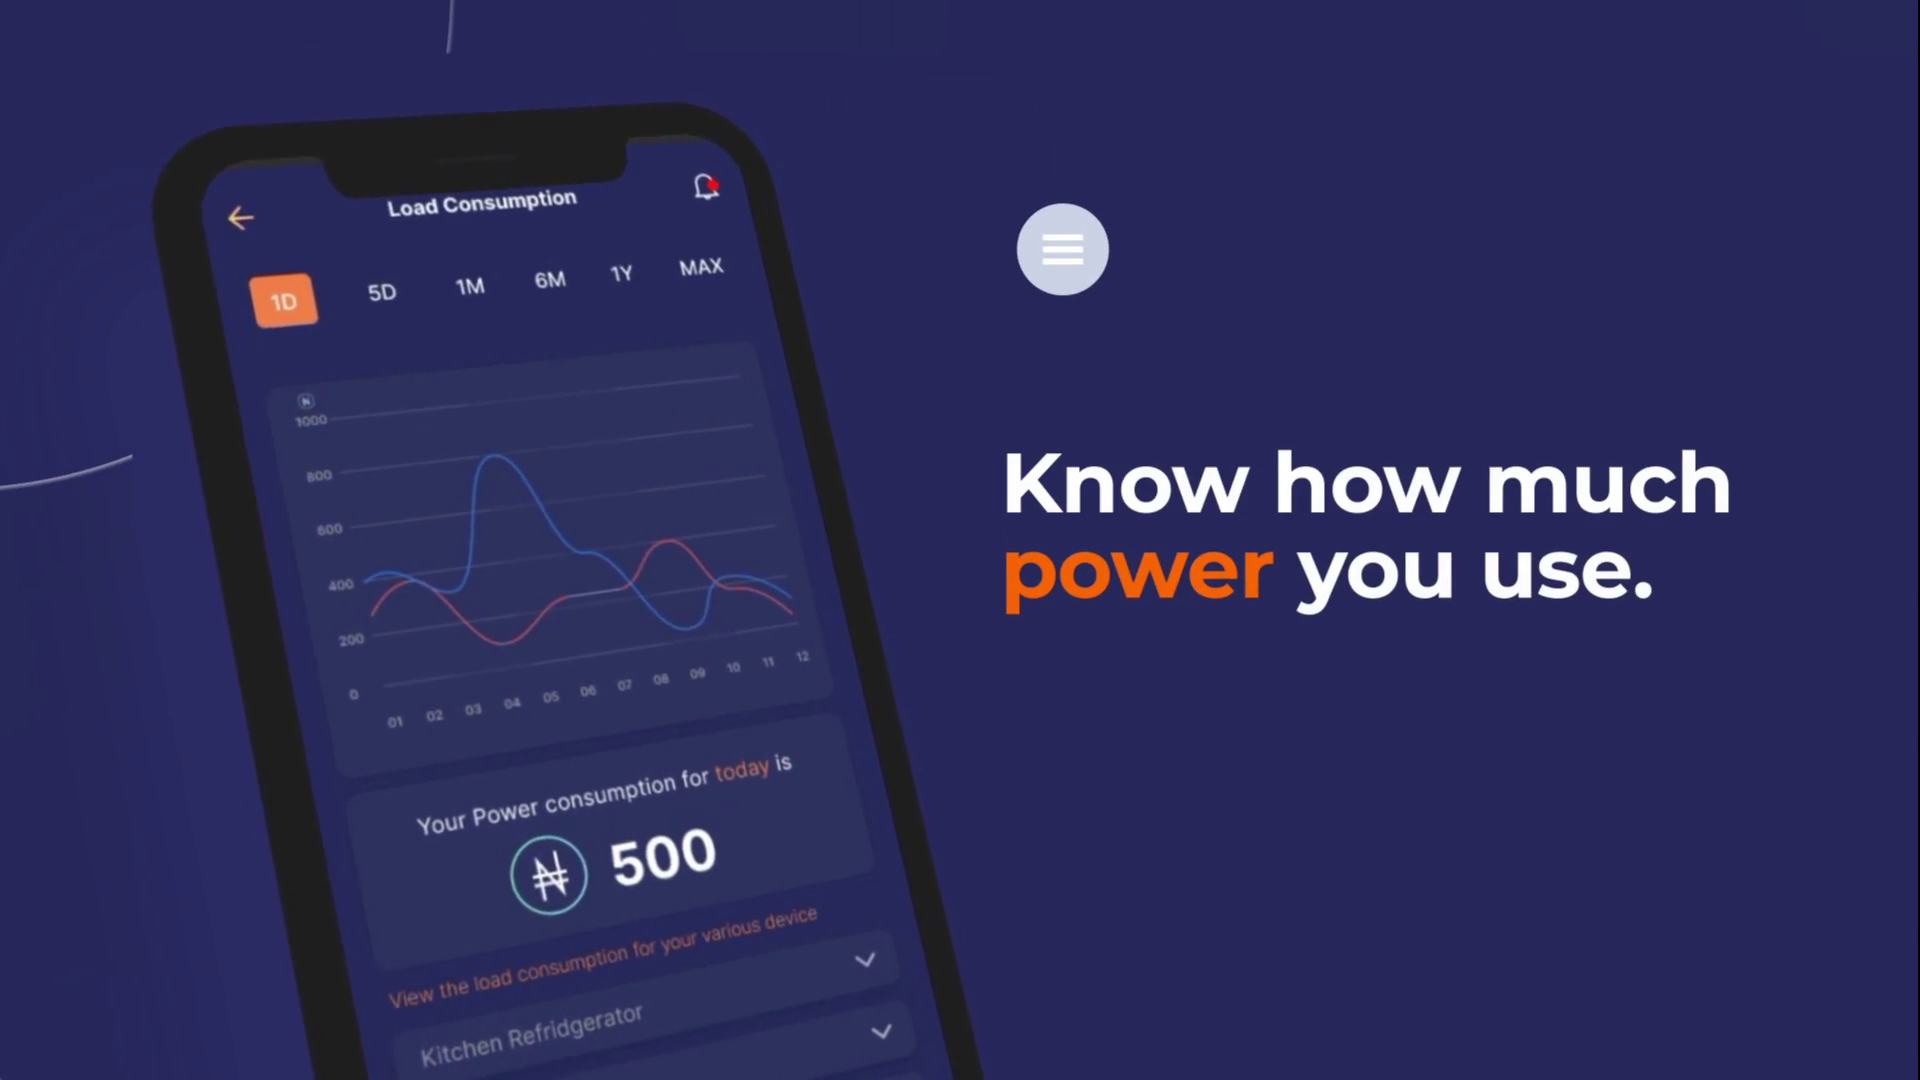 Load Consumption
1D 5D 1M 6M 1Y MAX
₦
1000
800
600
400
200
0
01 02 03 04 05 06 07 08 09 10 11 12
Your Power consumption for today is
₦ 500
View the load consumption for your various device
Kitchen Refridgerator
Know how much
power you use.